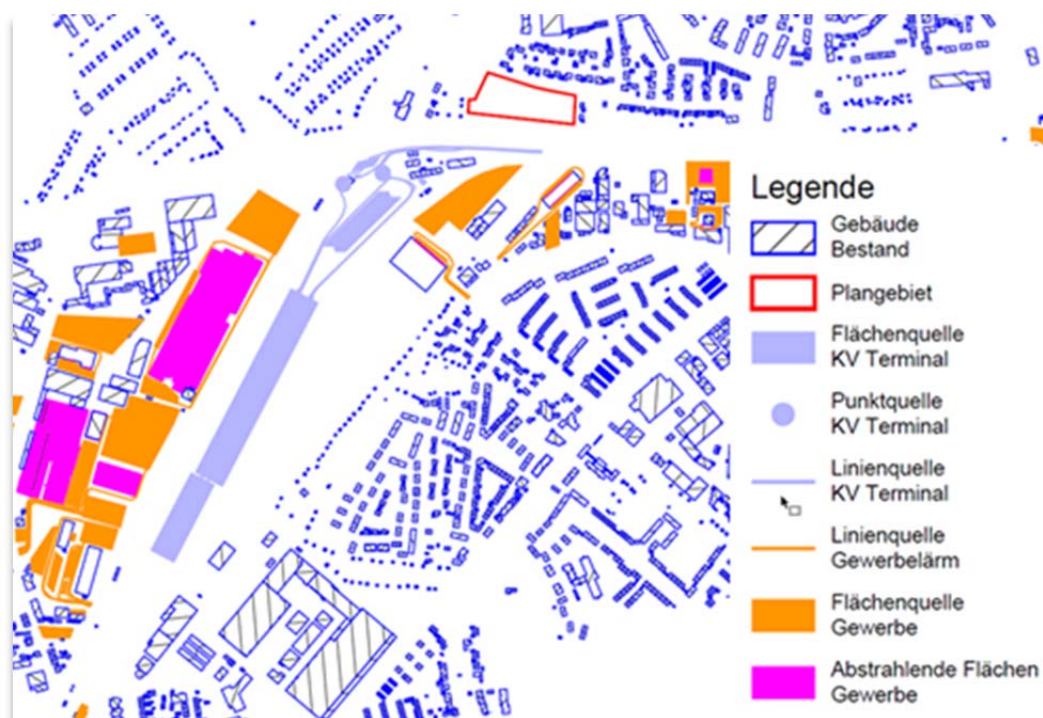 Legende
Gebäude
Bestand
Plangebiet
Flächenquelle
KV Terminal
Punktquelle
KV Terminal
Linienquelle
KV Terminal
Linienquelle
Gewerbelärm
Flächenquelle
Gewerbe
Abstrahlende Flächen
Gewerbe